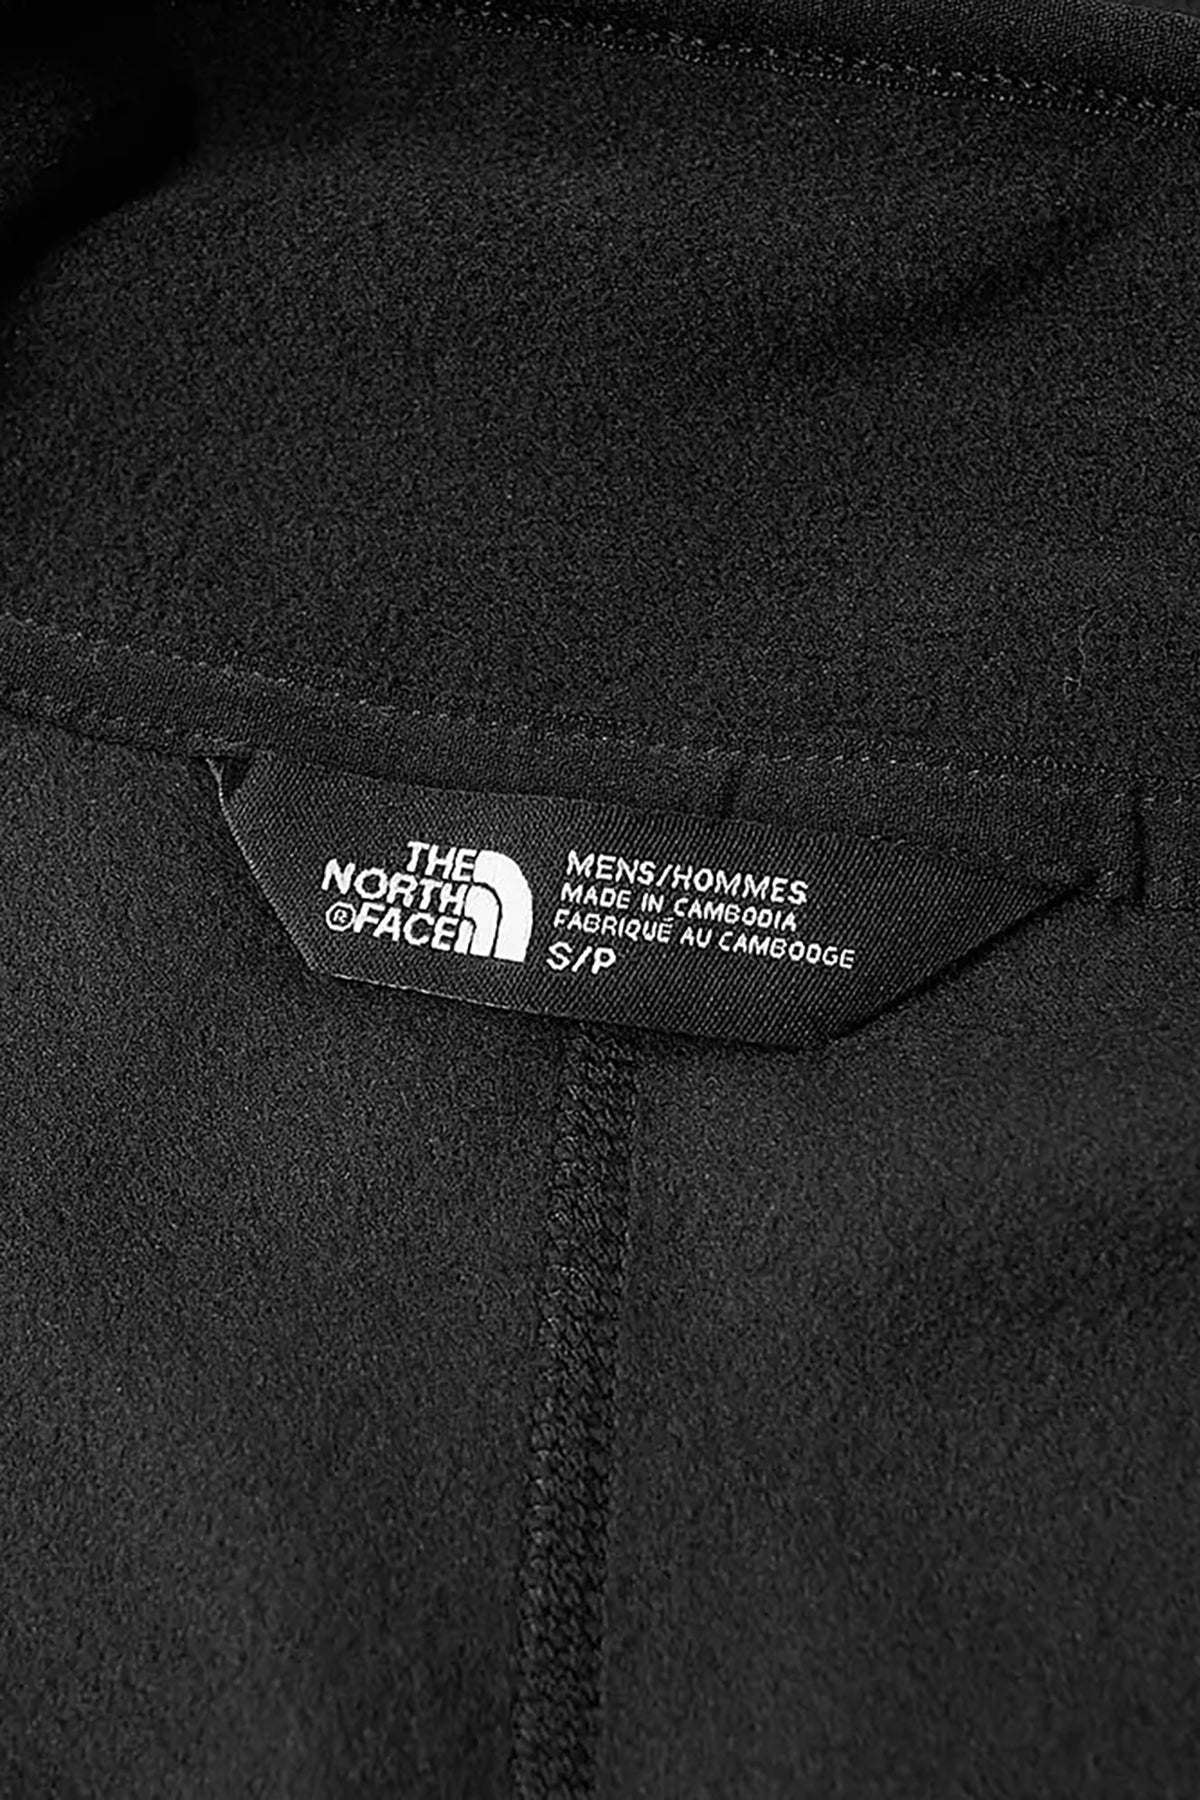 THE
NORTH
®FACE
MENS/HOMMES
MADE IN CAMBODIA
FABRIQUÉ AU CAMBODGE
S/P